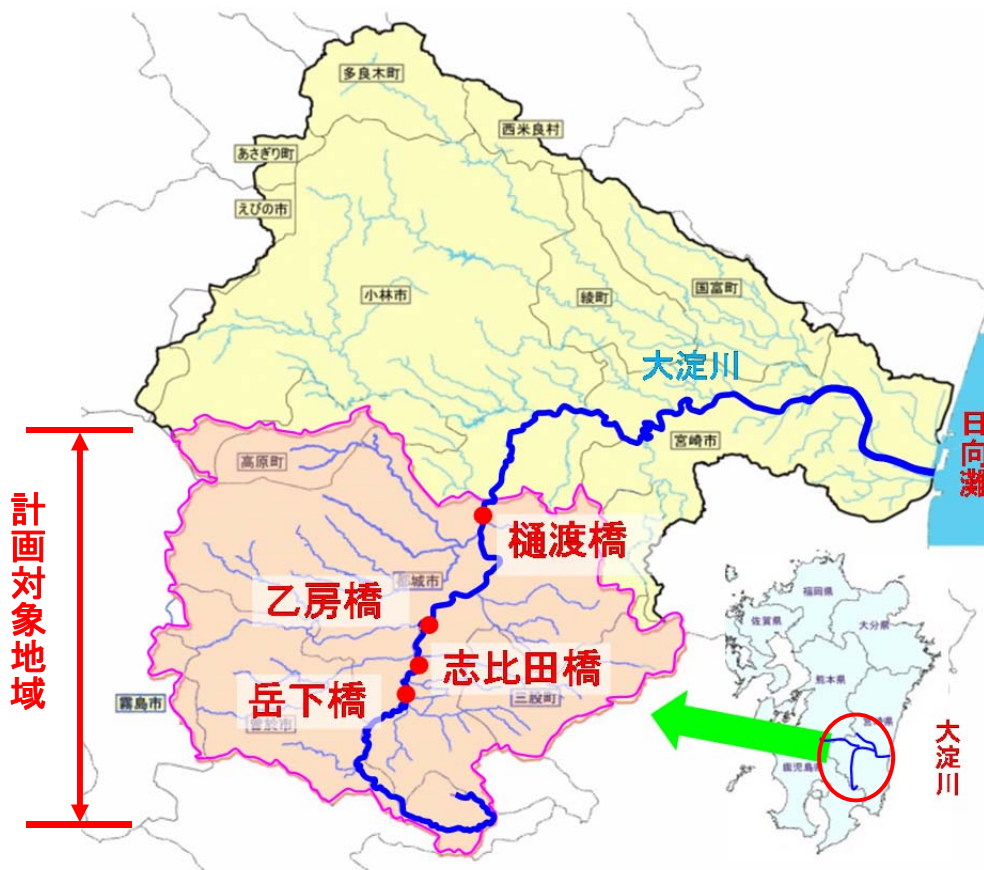 多良木町
西米良村
あさぎり町
えびの市
小林市
綾町
国富町
大淀川
宮崎市
日向灘
高原町
計画対象地域
樋渡橋
都城市
乙房橋
志比田橋
岳下橋
三股町
霧島市
曽於市
福岡県
佐賀県
大分県
熊本県
宮崎県
鹿児島県
大淀川